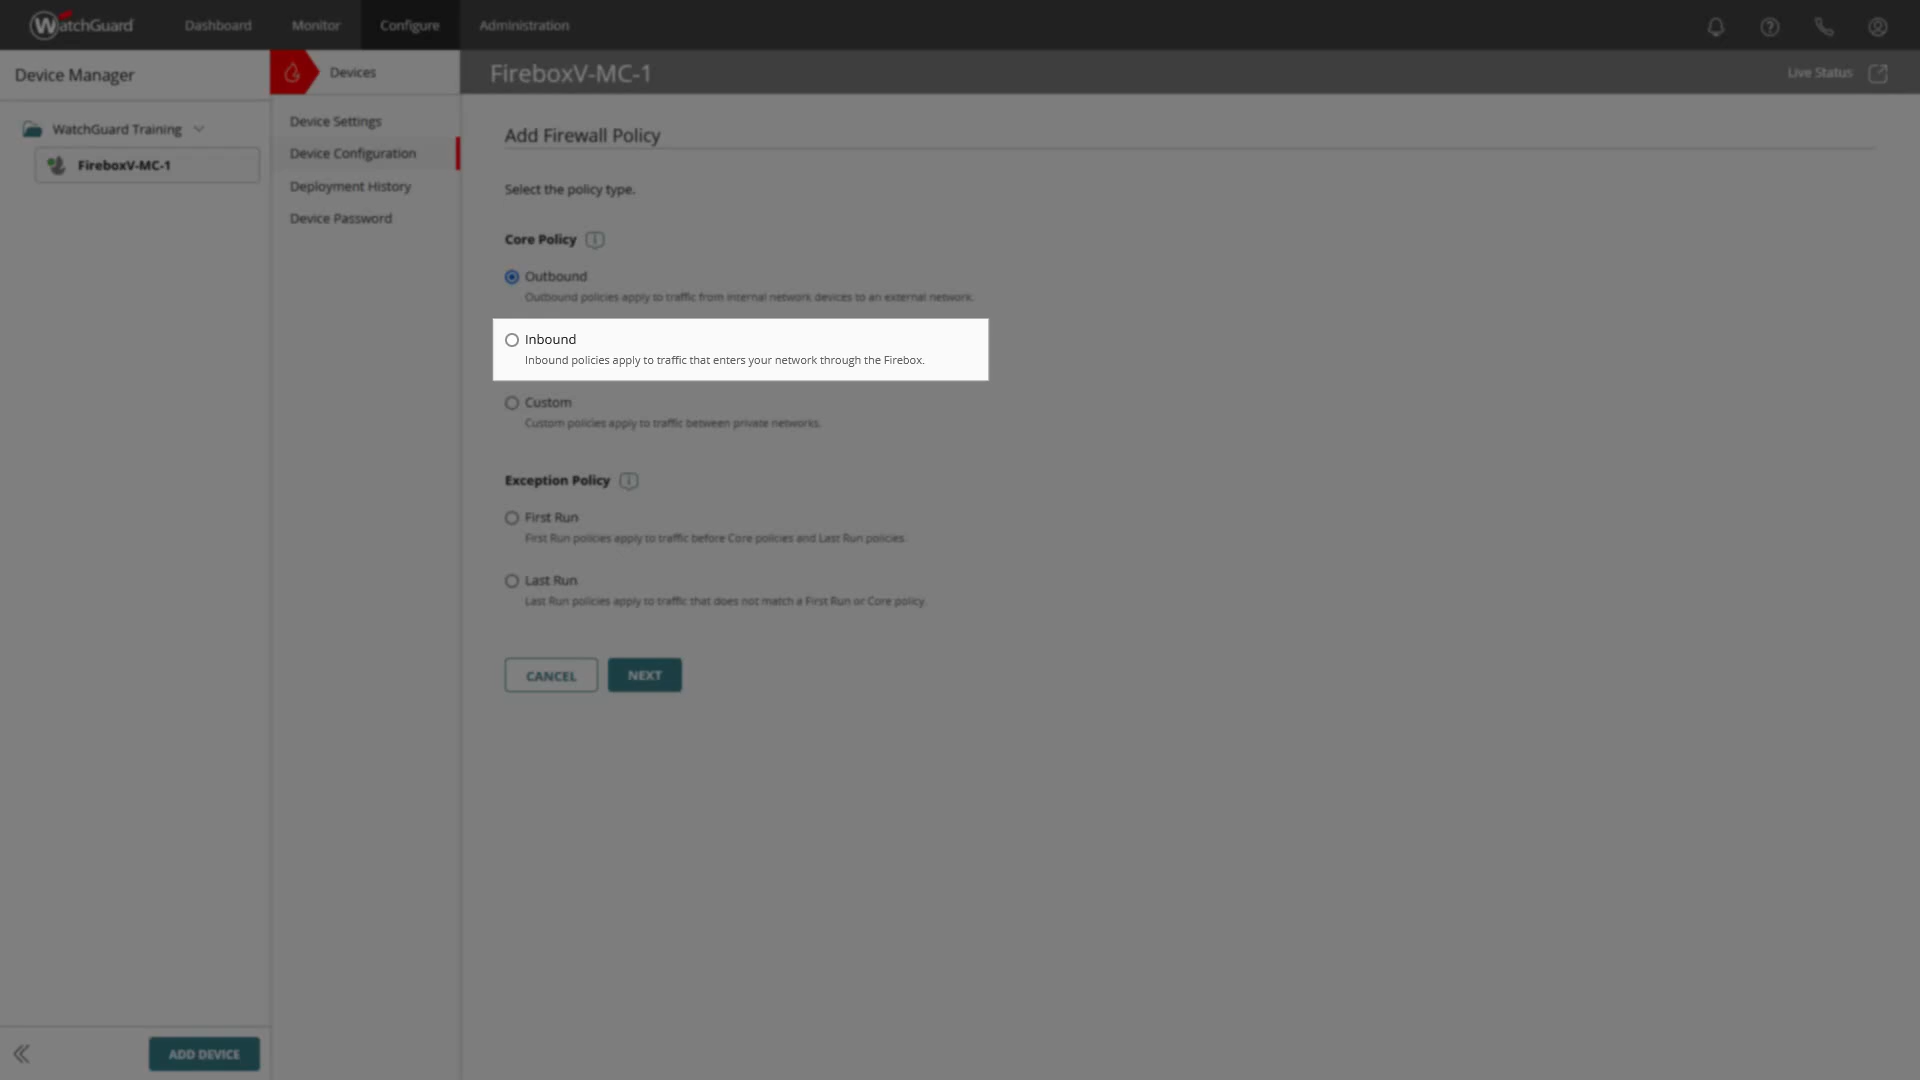 WatchGuard
Dashboard
Monitor
Configure
Administration
Device Manager
Devices
FireboxV-MC-1
Live Status
WatchGuard Training
FireboxV-MC-1
Device Settings
Device Configuration
Deployment History
Device Password
Add Firewall Policy
Select the policy type.
Core Policy
Outbound
Outbound policies apply to traffic from internal network devices to an external network.
Inbound
Inbound policies apply to traffic that enters your network through the Firebox.
Custom
Custom policies apply to traffic between private networks.
Exception Policy
First Run
First Run policies apply to traffic before Core policies and Last Run policies.
Last Run
Last Run policies apply to traffic that does not match a First Run or Core policy.
CANCEL
NEXT
ADD DEVICE